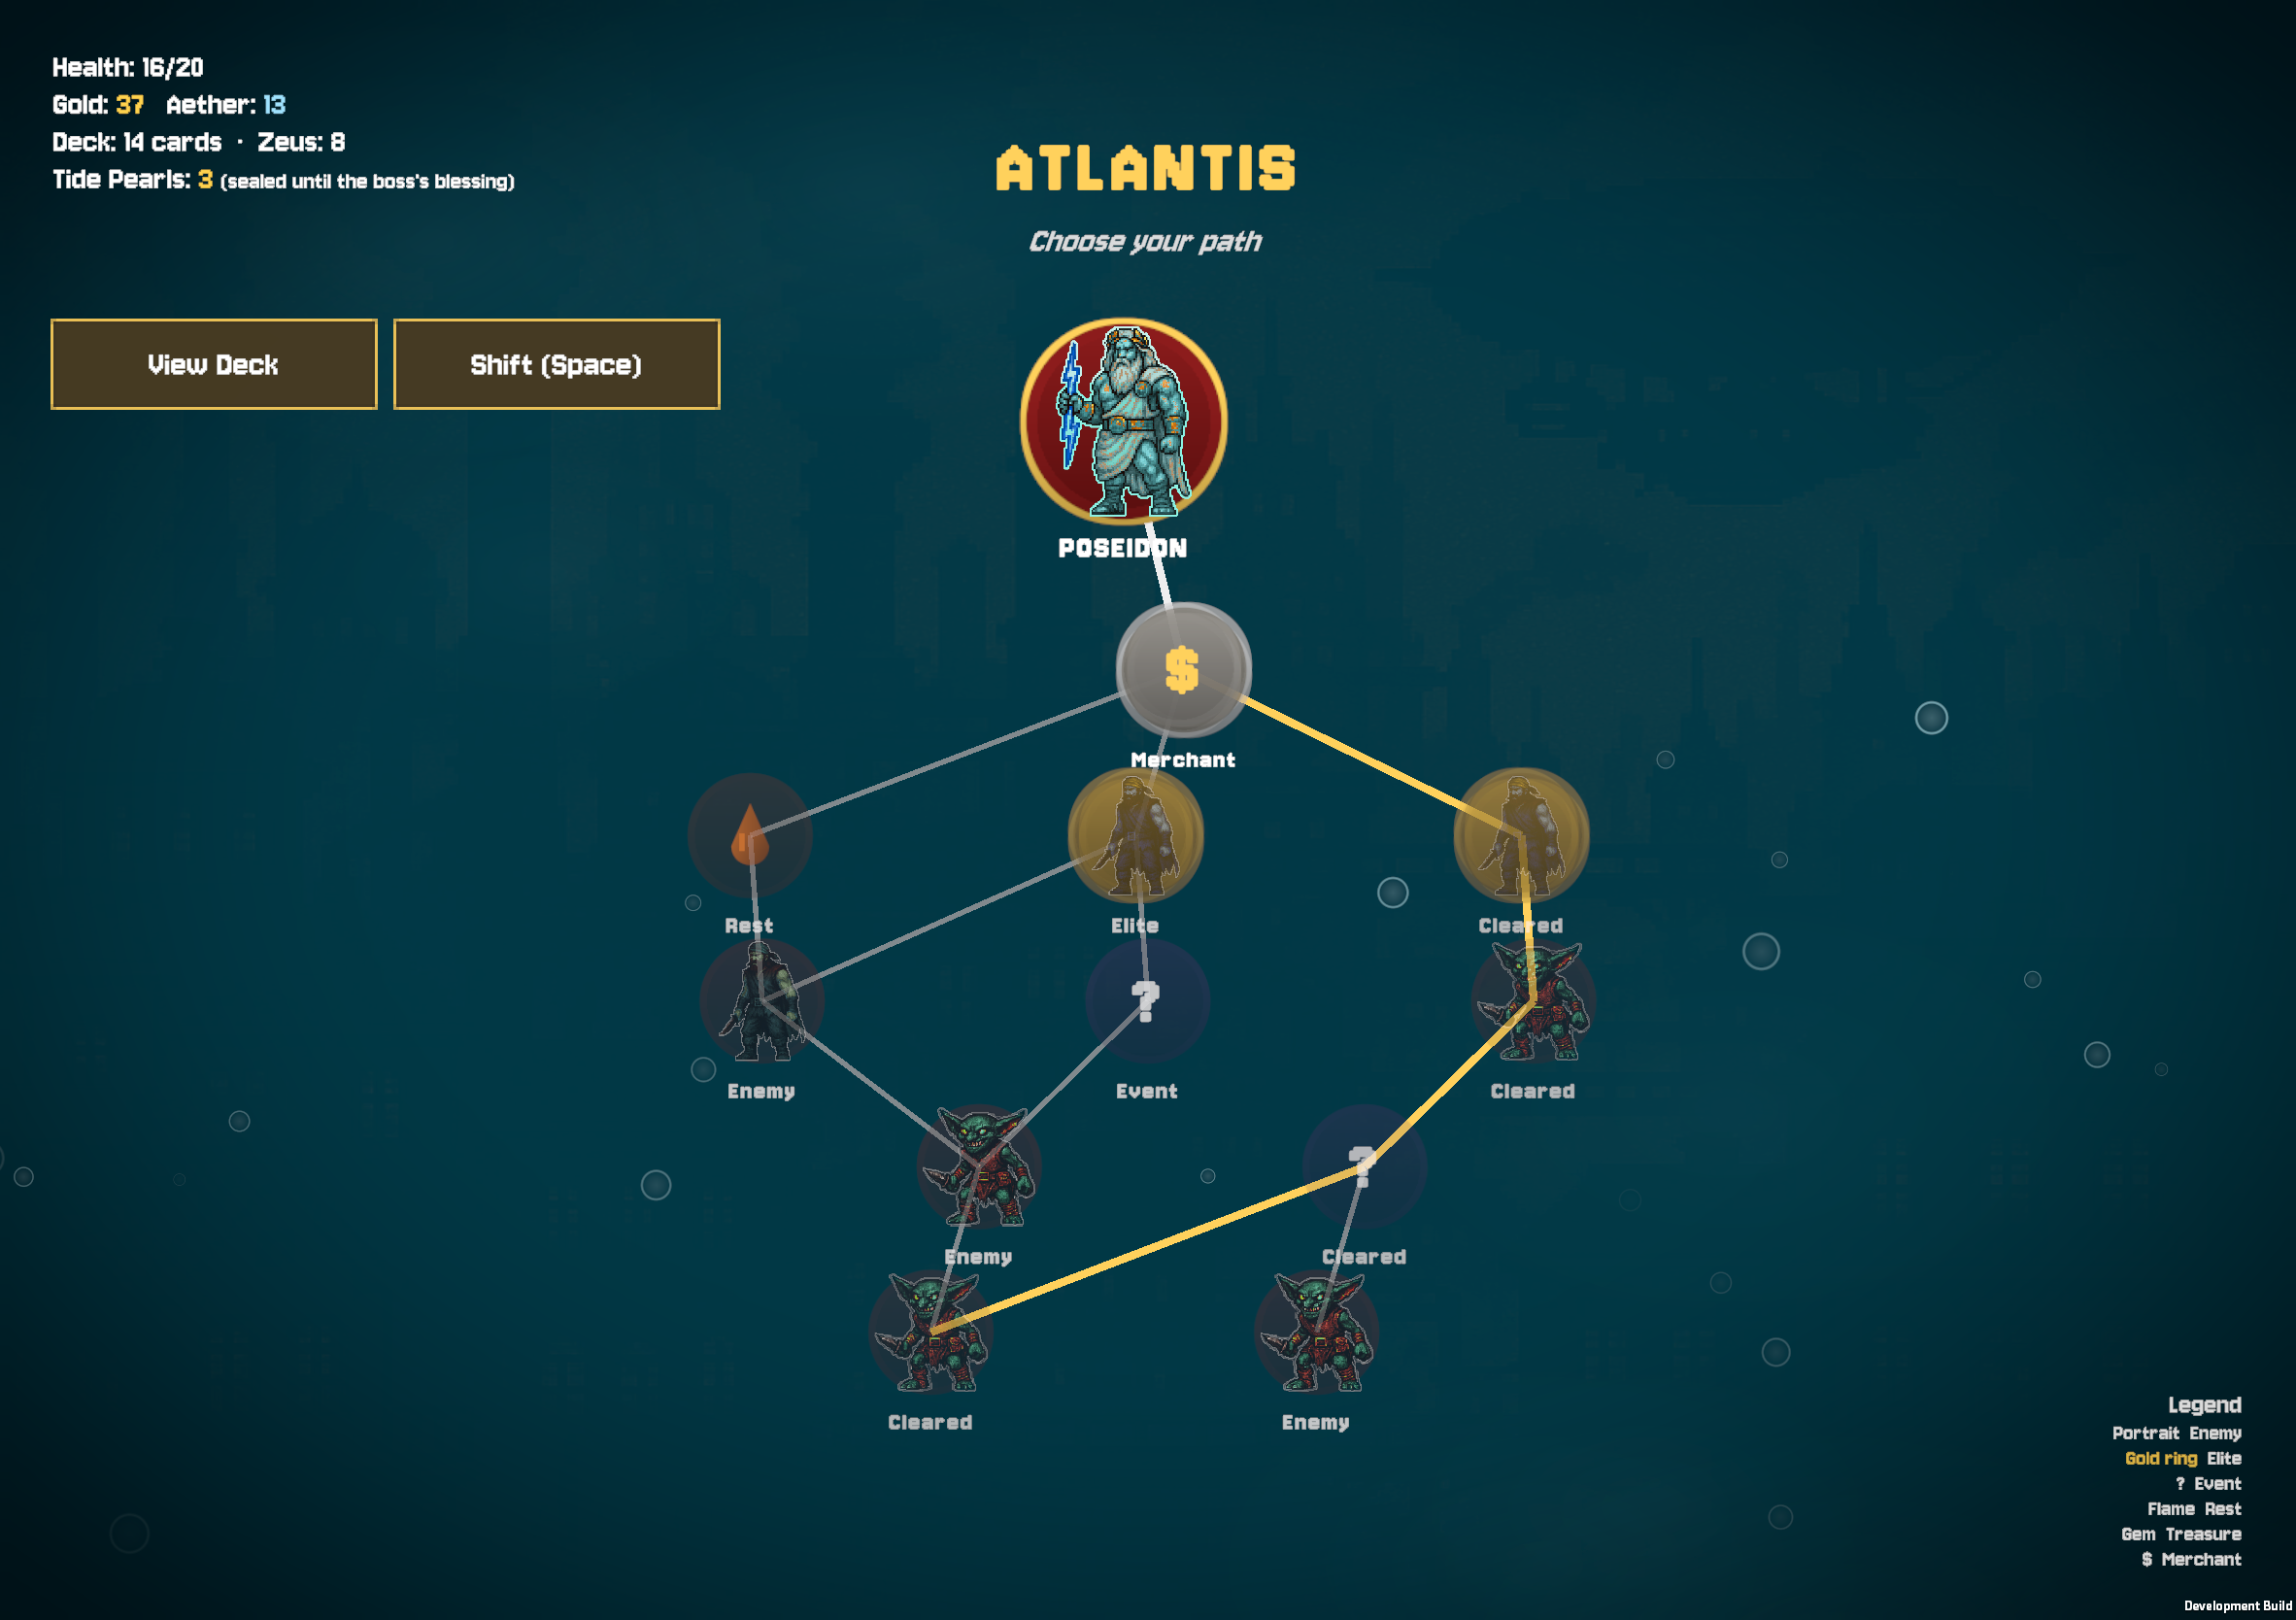 Health: 16/20
Gold: 37 Aether: 13
Deck: 14 cards · Zeus: 8
Tide Pearls: 3 (sealed until the boss's blessing)
ATLANTIS
Choose your path
View Deck
Shift (Space)
POSEIDON
$
Merchant
Rest
Elite
Cleared
?
Enemy
Event
Cleared
?
Enemy
Cleared
Cleared
Enemy
Legend
Portrait Enemy
Gold ring Elite
? Event
Flame Rest
Gem Treasure
$ Merchant
Development Build